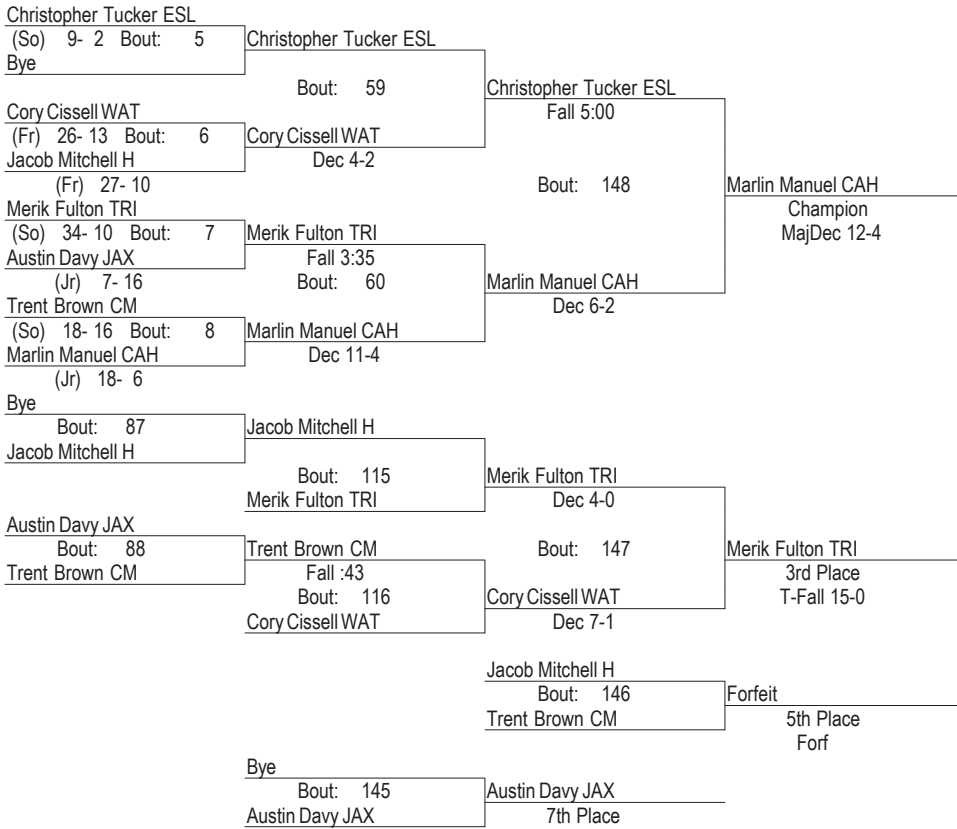 Christopher Tucker ESL
(So) 9- 2 Bout: 5
Christopher Tucker ESL
Bye
Bout: 59
Christopher Tucker ESL
Cory Cissell WAT
Fall 5:00
(Fr) 26- 13 Bout: 6
Cory Cissell WAT
Jacob Mitchell H
Dec 4-2
(Fr) 27- 10
Bout: 148
Marlin Manuel CAH
Merik Fulton TRI
Champion
(So) 34- 10 Bout: 7
Merik Fulton TRI
MajDec 12-4
Austin Davy JAX
Fall 3:35
(Jr) 7- 16
Bout: 60
Marlin Manuel CAH
Trent Brown CM
Dec 6-2
(So) 18- 16 Bout: 8
Marlin Manuel CAH
Marlin Manuel CAH
Dec 11-4
(Jr) 18- 6
Bye
Bout: 87
Jacob Mitchell H
Jacob Mitchell H
Bout: 115
Merik Fulton TRI
Merik Fulton TRI
Dec 4-0
Austin Davy JAX
Bout: 88
Trent Brown CM
Bout: 147
Merik Fulton TRI
Trent Brown CM
Fall :43
3rd Place
Bout: 116
Cory Cissell WAT
T-Fall 15-0
Cory Cissell WAT
Dec 7-1
Jacob Mitchell H
Bout: 146
Forfeit
Trent Brown CM
5th Place
Forf
Bye
Bout: 145
Austin Davy JAX
Austin Davy JAX
7th Place